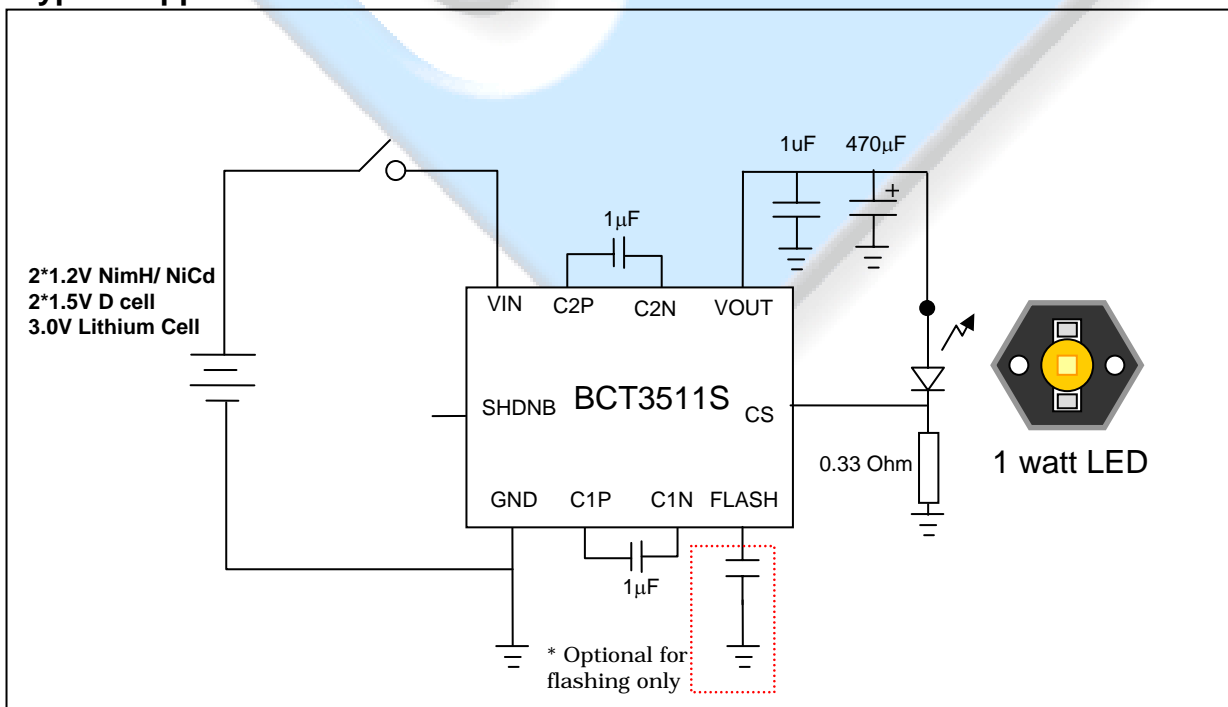 1uF 470µF
1µF
2*1.2V NimH/ NiCd
2*1.5V D cell
3.0V Lithium Cell
VIN C2P C2N VOUT
+
SHDNB BCT3511S CS
0.33 Ohm
1 watt LED
GND C1P C1N FLASH
1µF
* Optional for
flashing only